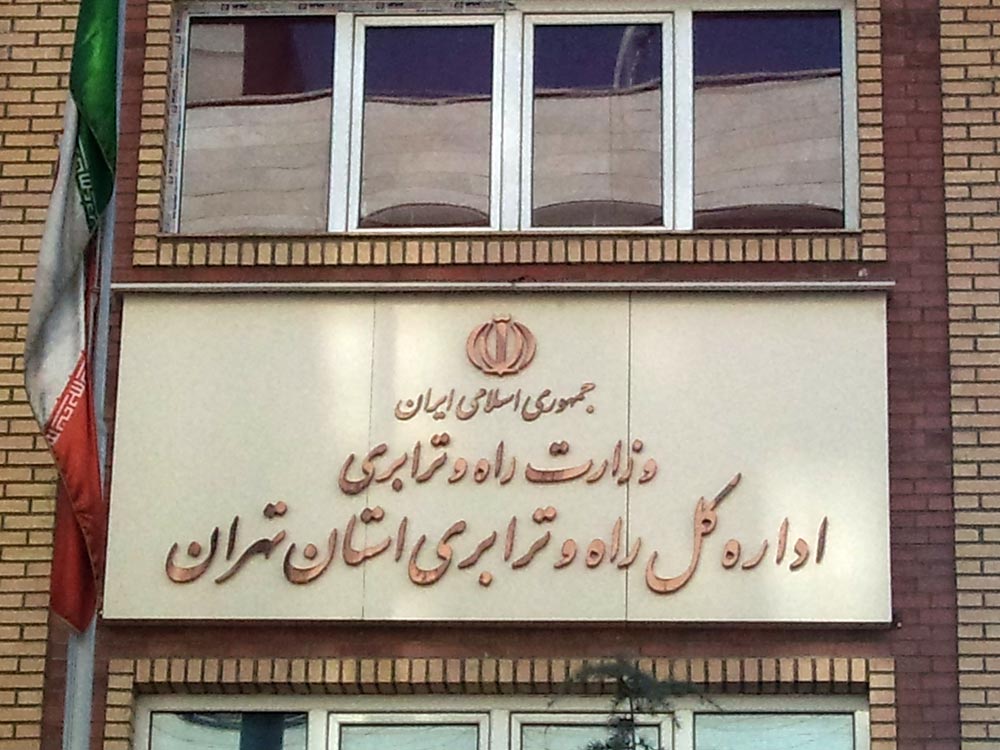 جمهوری اسلامی ایران
وزارت راه و ترابری
اداره کل راه و ترابری استان تهران